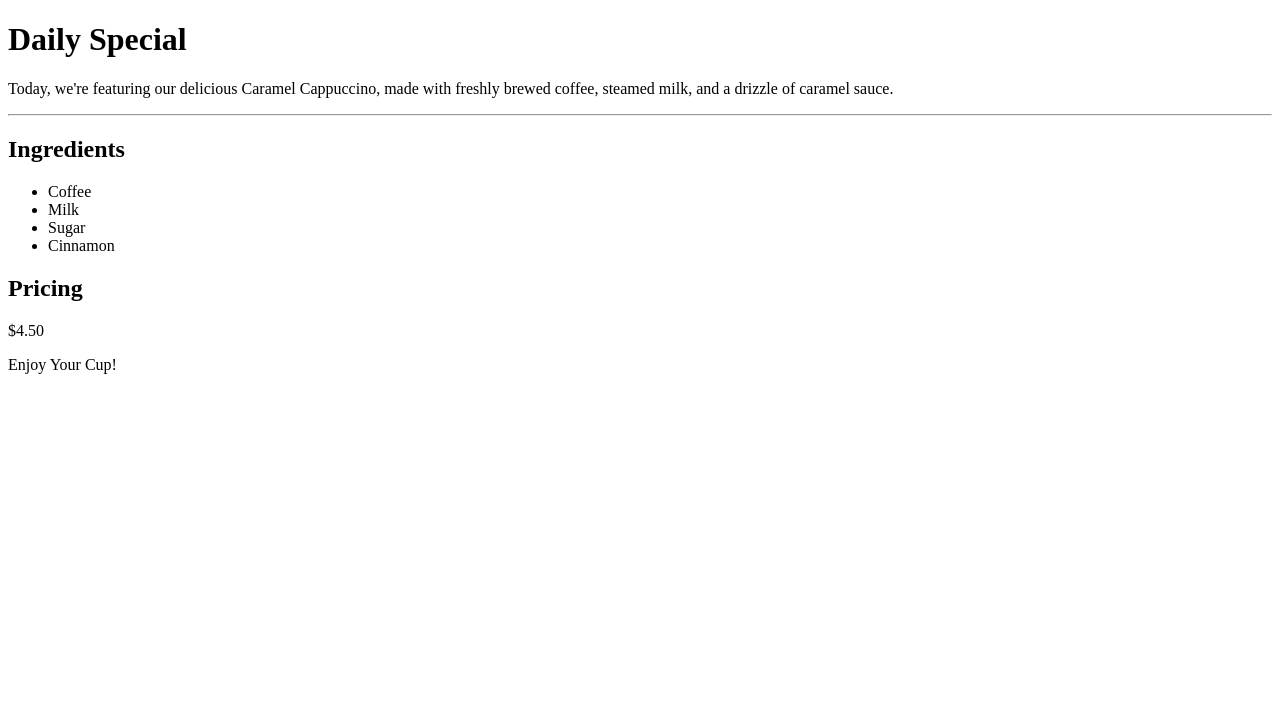 Daily Special
Today, we're featuring our delicious Caramel Cappuccino, made with freshly brewed coffee, steamed milk, and a drizzle of caramel sauce.
Ingredients
Coffee
Milk
Sugar
Cinnamon
Pricing
$4.50
Enjoy Your Cup!